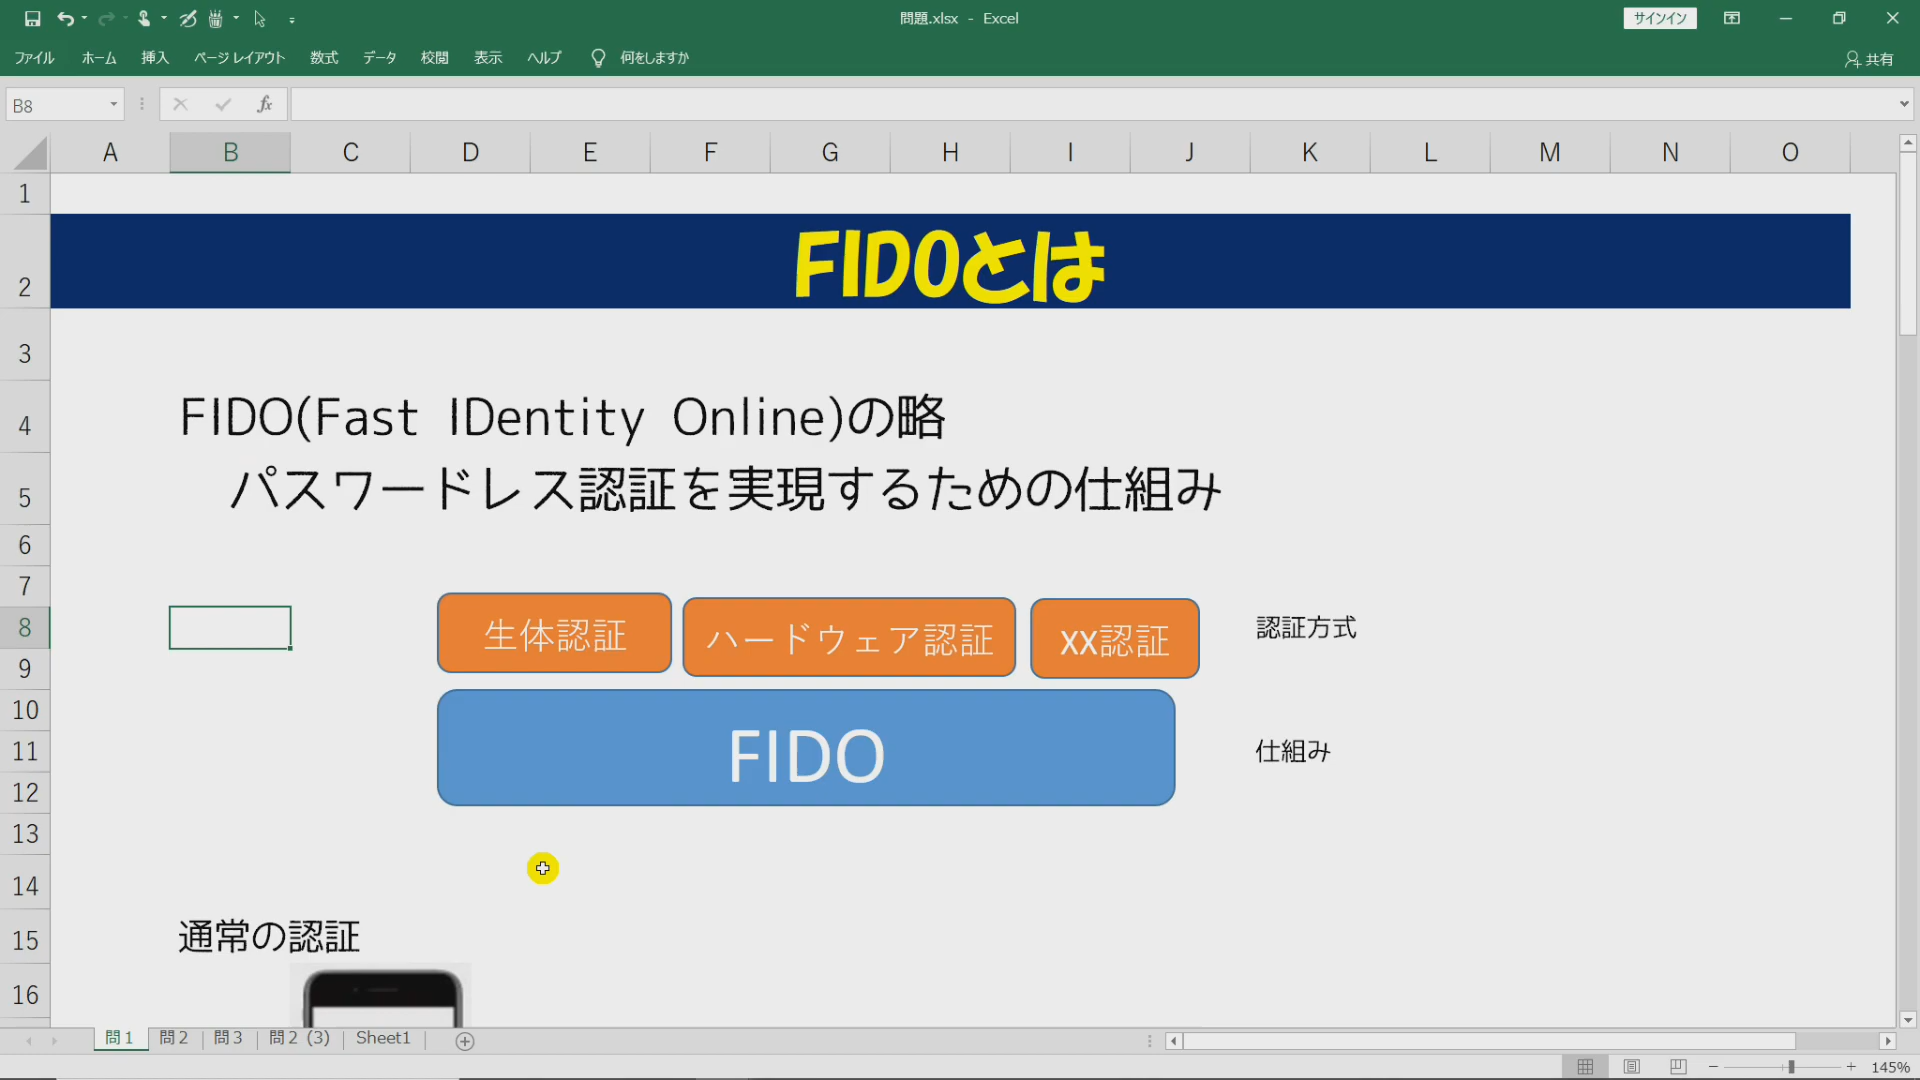 問題.xlsx - Excel
サインイン
ファイル ホーム 挿入 ページ レイアウト 数式 データ 校閲 表示 ヘルプ 何をしますか 共有
B8 fx
A B C D E F G H I J K L M N O
1
2 FIDOとは
3
4 FIDO(Fast IDentity Online)の略
5 パスワードレス認証を実現するための仕組み
6
7
8 生体認証 ハードウェア認証 XX認証 認証方式
9
10
11 FIDO 仕組み
12
13
14
15 通常の認証
16
問1 問2 問3 問2 (3) Sheet1
145%